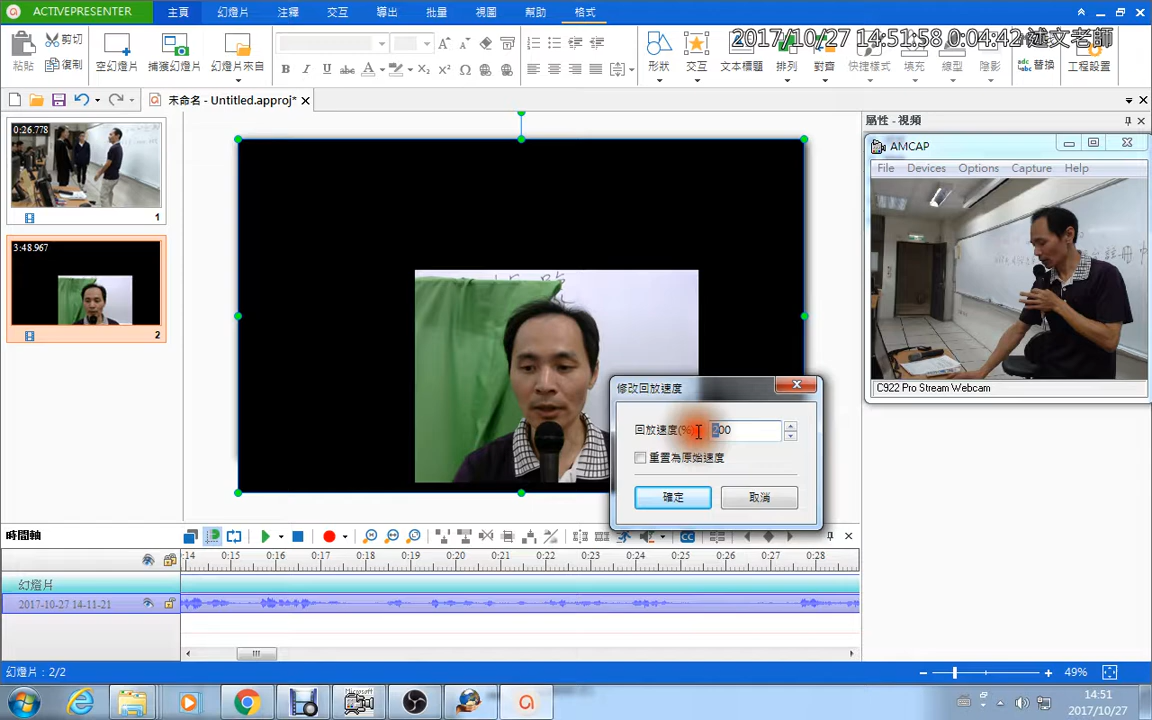 ACTIVEPRESENTER
主頁
幻燈片
注釋
交互
導出
批量
視圖
幫助
格式
2017/10/27 14:51:58 0:04:42 述文老師
粘貼
剪切
複製
空幻燈片
捕獲幻燈片
幻燈片來自
形狀
交互
文本標題
排列
對齊
快捷樣式
填充
線型
陰影
替換
工程設置
未命名 - Untitled.approj*
屬性 - 視頻
0:26.778
1
3:48.967
2
AMCAP
File Devices Options Capture Help
C922 Pro Stream Webcam
修改回放速度
回放速度(%)
200
重置為原始速度
確定
取消
時間軸
CC
:14 0:15 0:16 0:17 0:18 0:19 0:20 0:21 0:22 0:23 0:24 0:25 0:26 0:27 0:28
幻燈片
2017-10-27 14-11-21
幻燈片：2/2
49%
14:51
2017/10/27